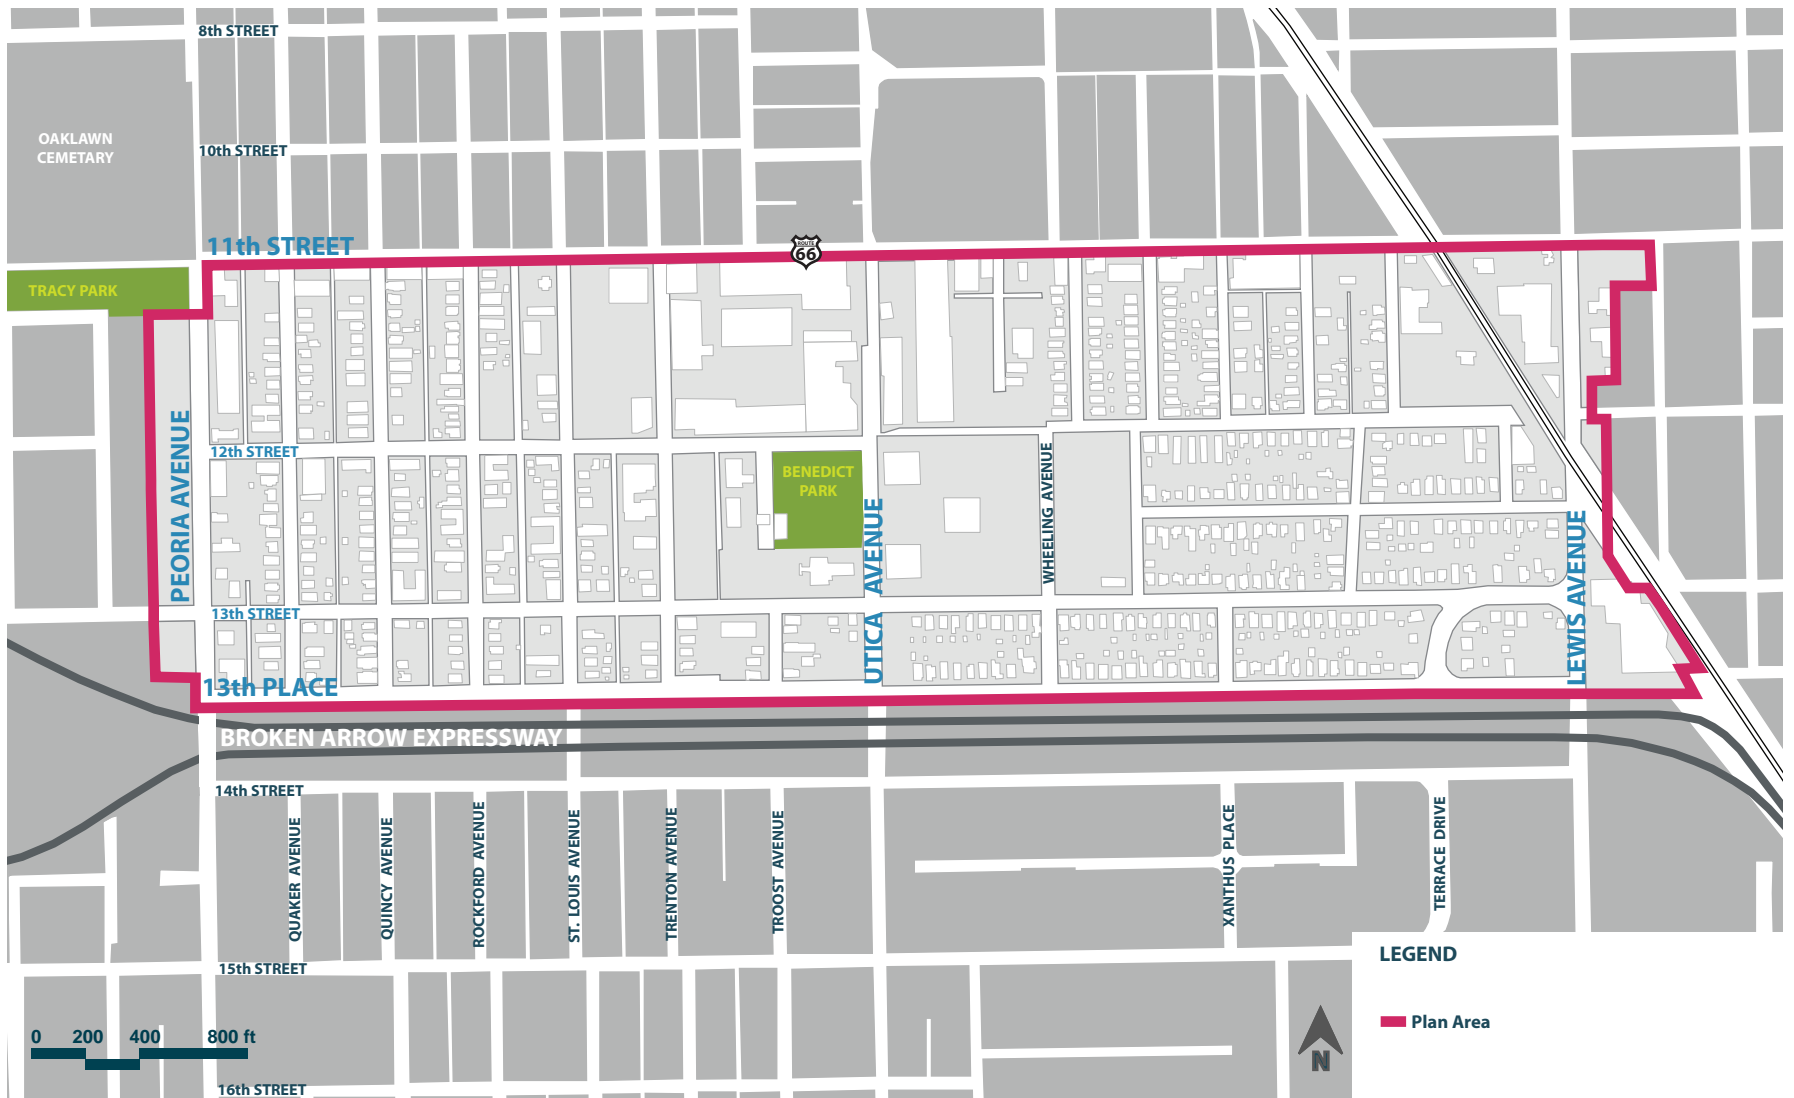 8th STREET
OAKLAWN
CEMETARY
10th STREET
11th STREET
ROUTE
66
TRACY PARK
PEORIA AVENUE
12th STREET
BENEDICT
PARK
UTICA AVENUE
WHEELING AVENUE
LEWIS AVENUE
13th STREET
13th PLACE
BROKEN ARROW EXPRESSWAY
14th STREET
QUAKER AVENUE
QUINCY AVENUE
ROCKFORD AVENUE
ST. LOUIS AVENUE
TRENTON AVENUE
TROOST AVENUE
XANTHUS PLACE
TERRACE DRIVE
15th STREET
LEGEND
Plan Area
0 200 400 800 ft
N
16th STREET